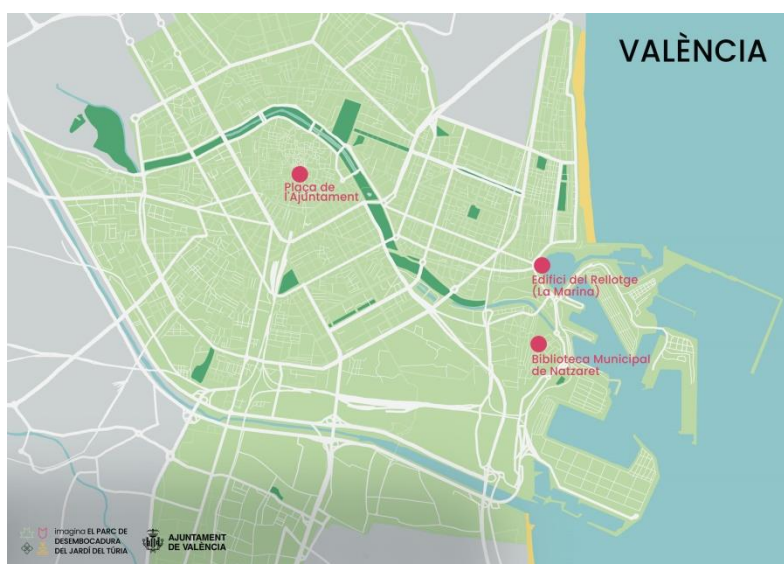 VALÈNCIA
Plaça de
l'Ajuntament
Edifici del Rellotge
(La Marina)
Biblioteca Municipal
de Natzaret
imagina EL PARC DE
DESEMBOCADURA
DEL JARDÍ DEL TÚRIA
AJUNTAMENT
DE VALÈNCIA